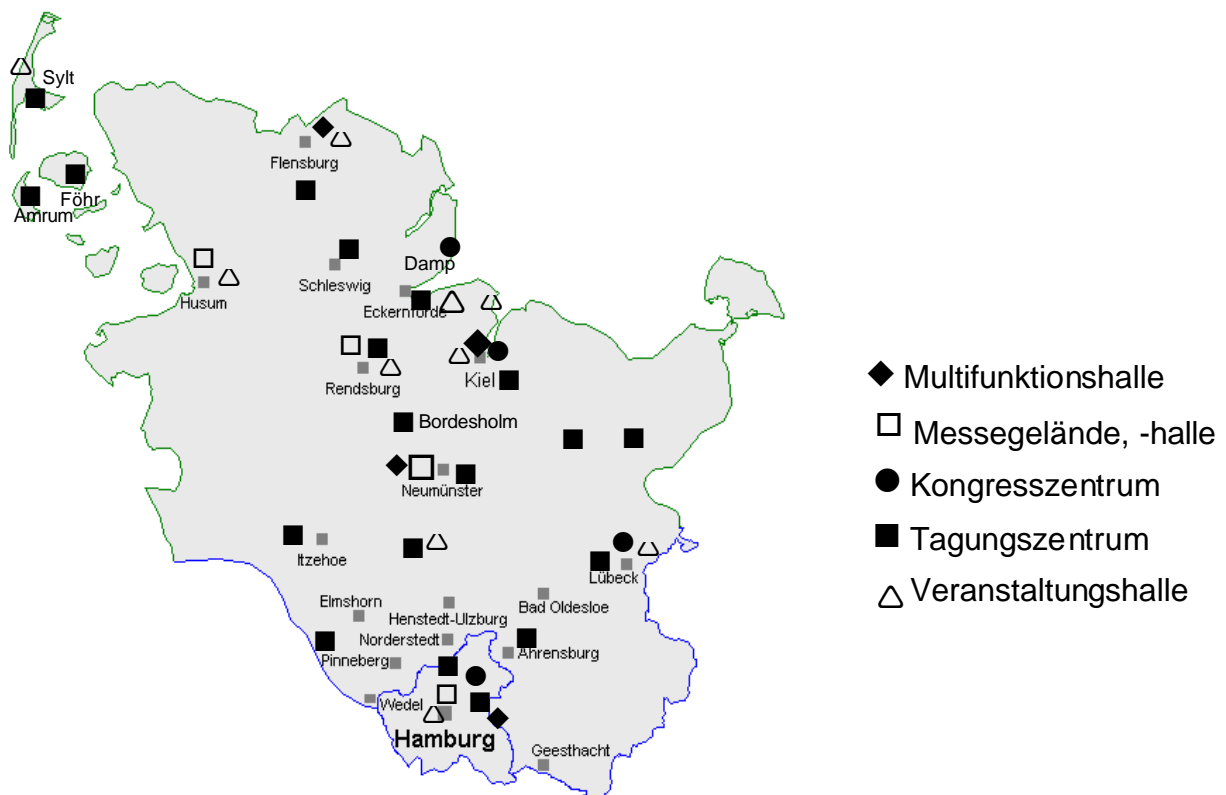 Sylt
Flensburg
Föhr
Amrum
Damp
Schleswig
Husum
Eckernförde
Rendsburg
Kiel
Multifunktionshalle
Bordesholm
Messegelände, -halle
Neumünster
Kongresszentrum
Tagungszentrum
Itzehoe
Lübeck
Veranstaltungshalle
Elmshorn
Henstedt-Ulzburg
Bad Oldesloe
Norderstedt
Ahrensburg
Pinneberg
Wedel
Hamburg
Geesthacht